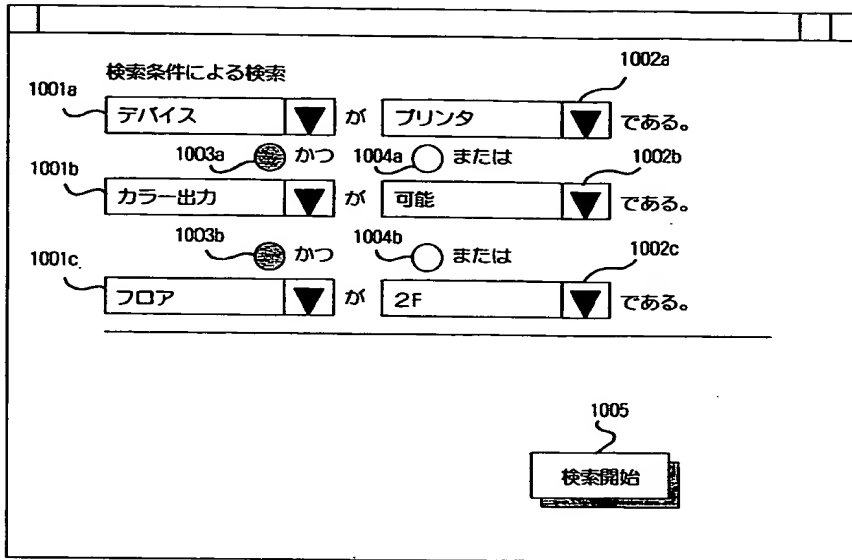 検索条件による検索
1002a
1001a
デバイス が プリンタ である。
1003a かつ 1004a または
1001b 1002b
カラー出力 が 可能 である。
1003b かつ 1004b または
1001c 1002c
フロア が 2F である。
1005
検索開始